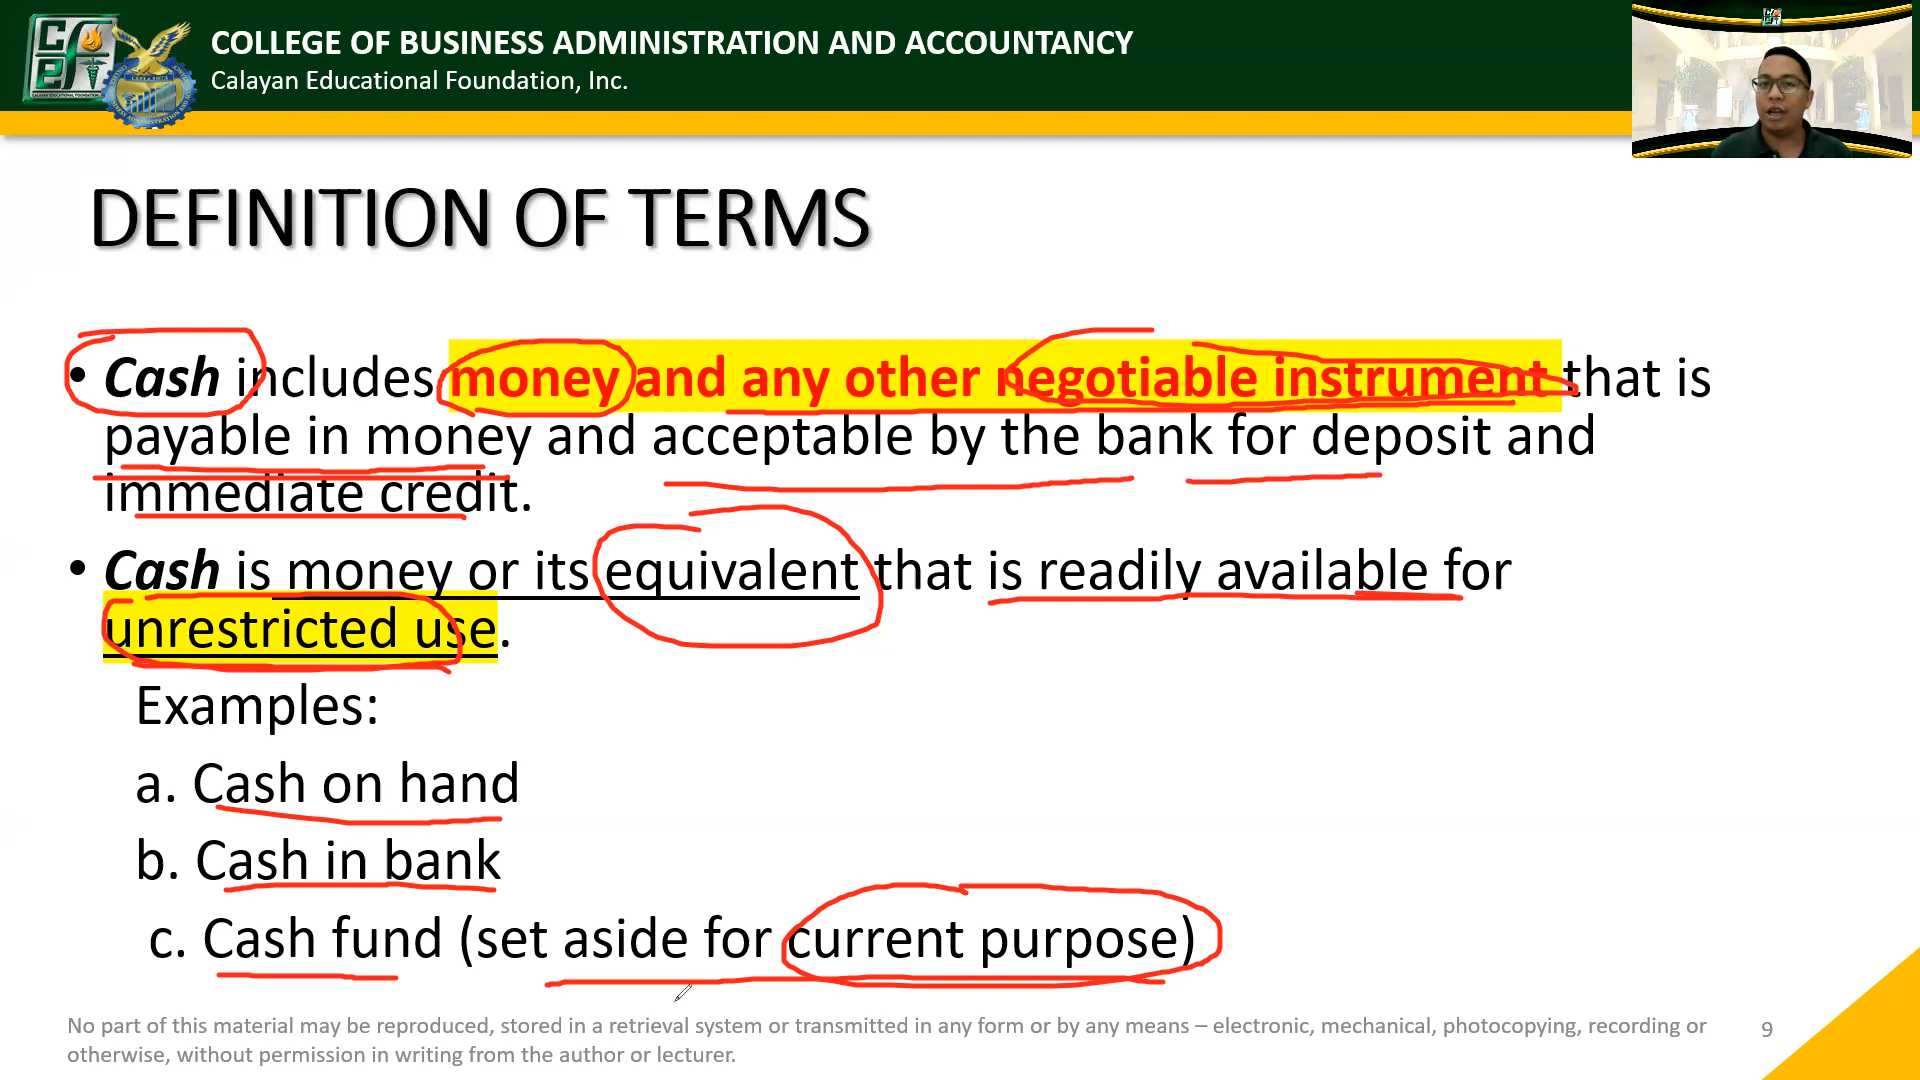 COLLEGE OF BUSINESS ADMINISTRATION AND ACCOUNTANCY
Calayan Educational Foundation, Inc.
DEFINITION OF TERMS
• Cash includes money and any other negotiable instrument that is
payable in money and acceptable by the bank for deposit and
immediate credit.
• Cash is money or its equivalent that is readily available for
unrestricted use.
Examples:
a. Cash on hand
b. Cash in bank
c. Cash fund (set aside for current purpose)
No part of this material may be reproduced, stored in a retrieval system or transmitted in any form or by any means – electronic, mechanical, photocopying, recording or
otherwise, without permission in writing from the author or lecturer.
9